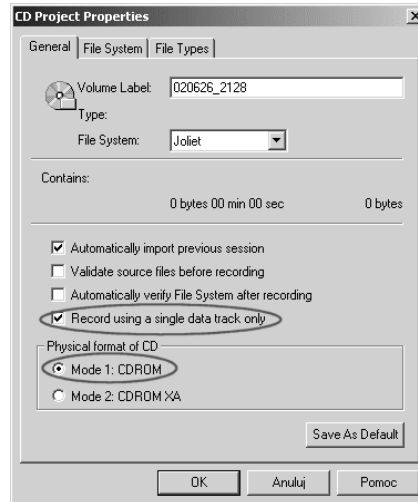 CD Project Properties
General File System File Types
Volume Label: 020626_2128
Type:
File System: Joliet
Contains:
0 bytes 00 min 00 sec 0 bytes
Automatically import previous session
Validate source files before recording
Automatically verify File System after recording
Record using a single data track only
Physical format of CD
Mode 1: CDROM
Mode 2: CDROM XA
Save As Default
OK Anuluj Pomoc